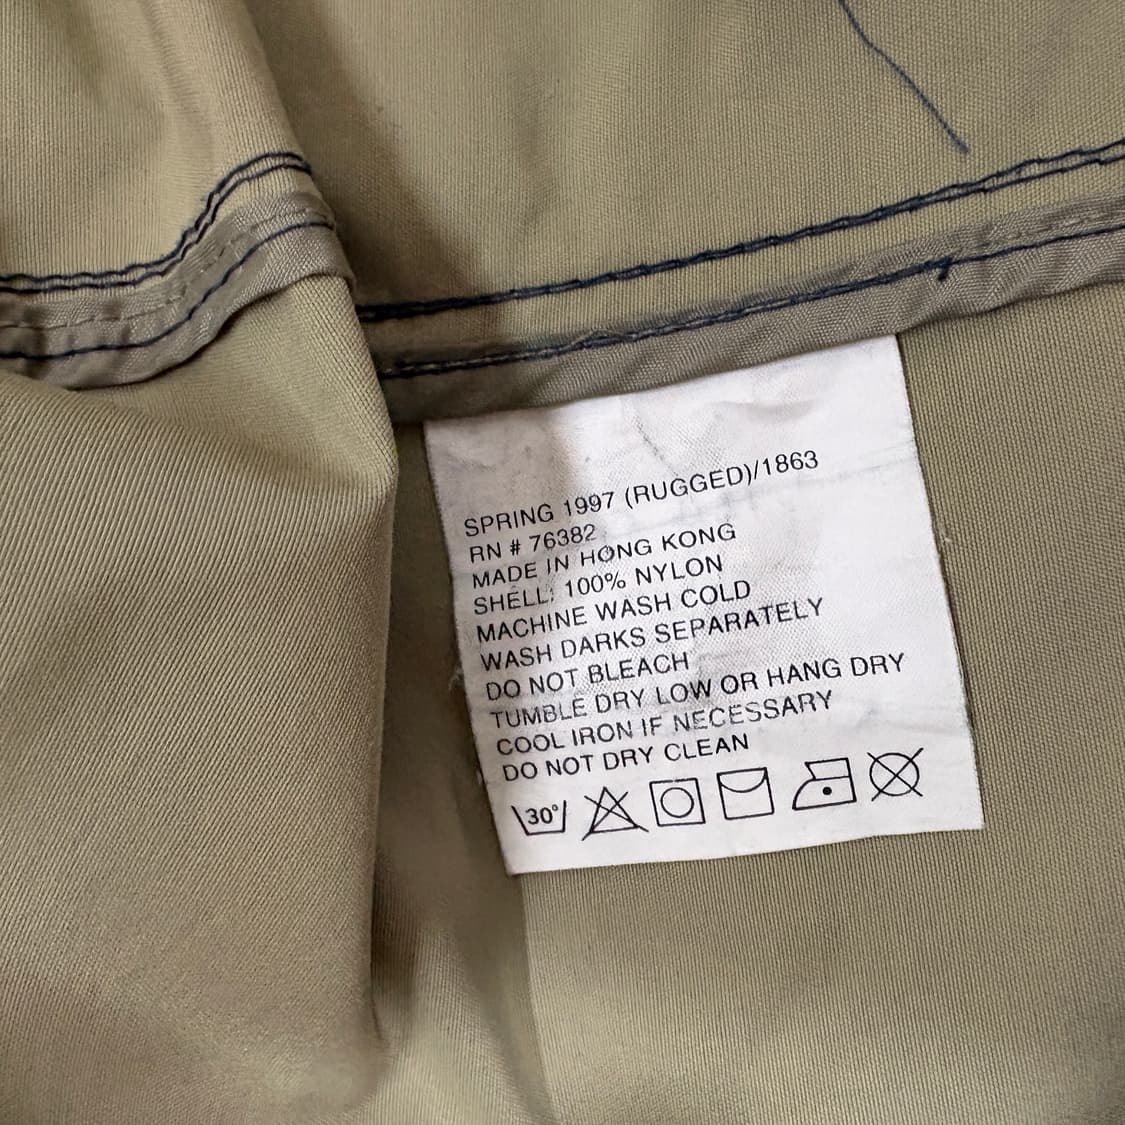 SPRING 1997 (RUGGED)/1863
RN # 76382
MADE IN HONG KONG
SHELL: 100% NYLON
MACHINE WASH COLD
WASH DARKS SEPARATELY
DO NOT BLEACH
TUMBLE DRY LOW OR HANG DRY
COOL IRON IF NECESSARY
DO NOT DRY CLEAN
30°